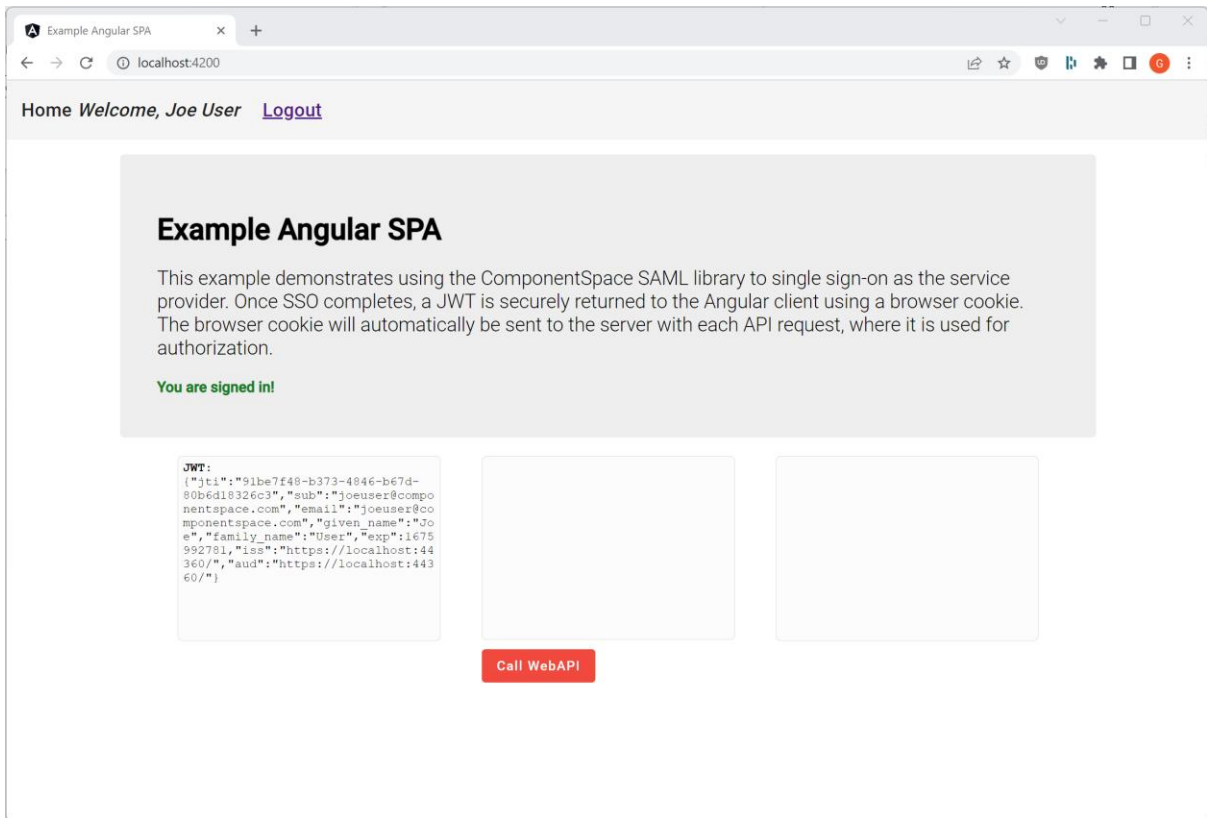 Example Angular SPA
localhost:4200
G
Home Welcome, Joe User Logout
Example Angular SPA
This example demonstrates using the ComponentSpace SAML library to single sign-on as the service
provider. Once SSO completes, a JWT is securely returned to the Angular client using a browser cookie.
The browser cookie will automatically be sent to the server with each API request, where it is used for
authorization.
You are signed in!
JWT:
{"jti":"91be7f48-b373-4846-b67d-
80b6d18326c3","sub":"joeuser@compo
nentspace.com","email":"joeuser@co
mponentspace.com","given_name":"Jo
e","family_name":"User","exp":1675
992781,"iss":"https://localhost:44
360/","aud":"https://localhost:443
60/"}
Call WebAPI